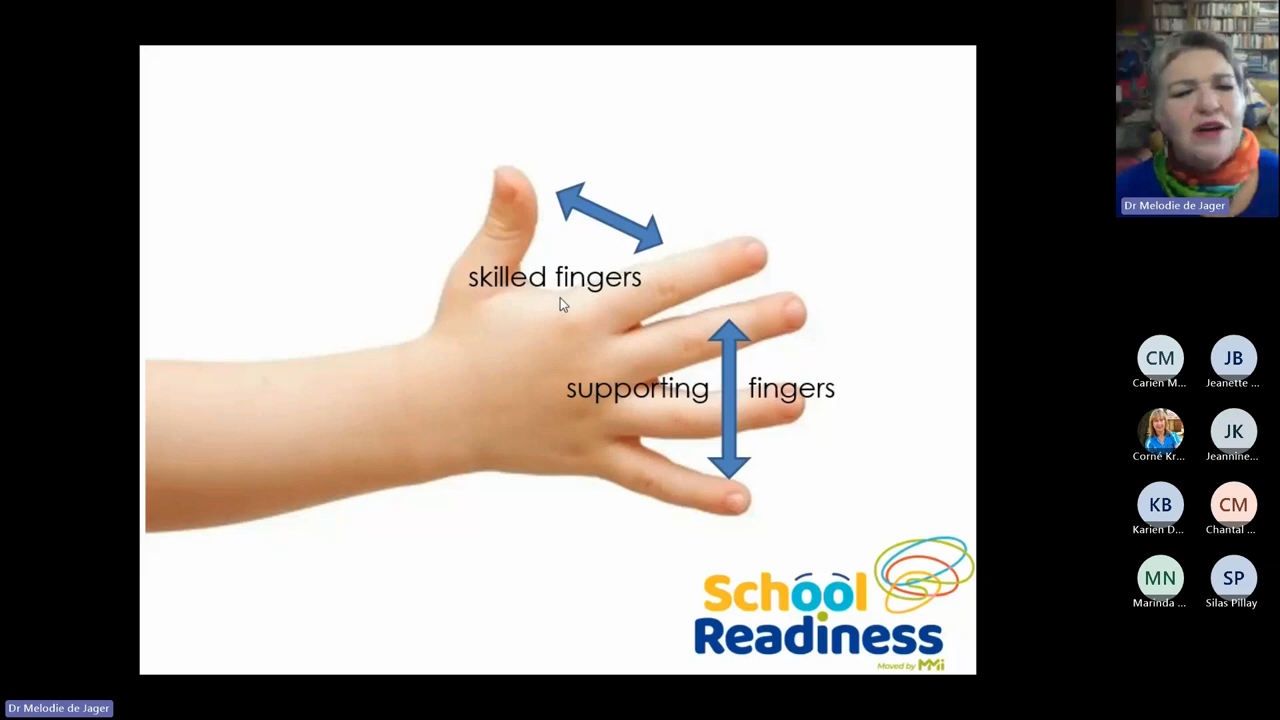 skilled fingers
supporting fingers
School
Readiness
Moved by MMi
Dr Melodie de Jager
CM
JB
Carien M...
Jeanette ...
JK
Corné Kr...
Jeannine...
KB
CM
Karien D...
Chantal ...
MN
SP
Marinda ...
Silas Pillay
Dr Melodie de Jager